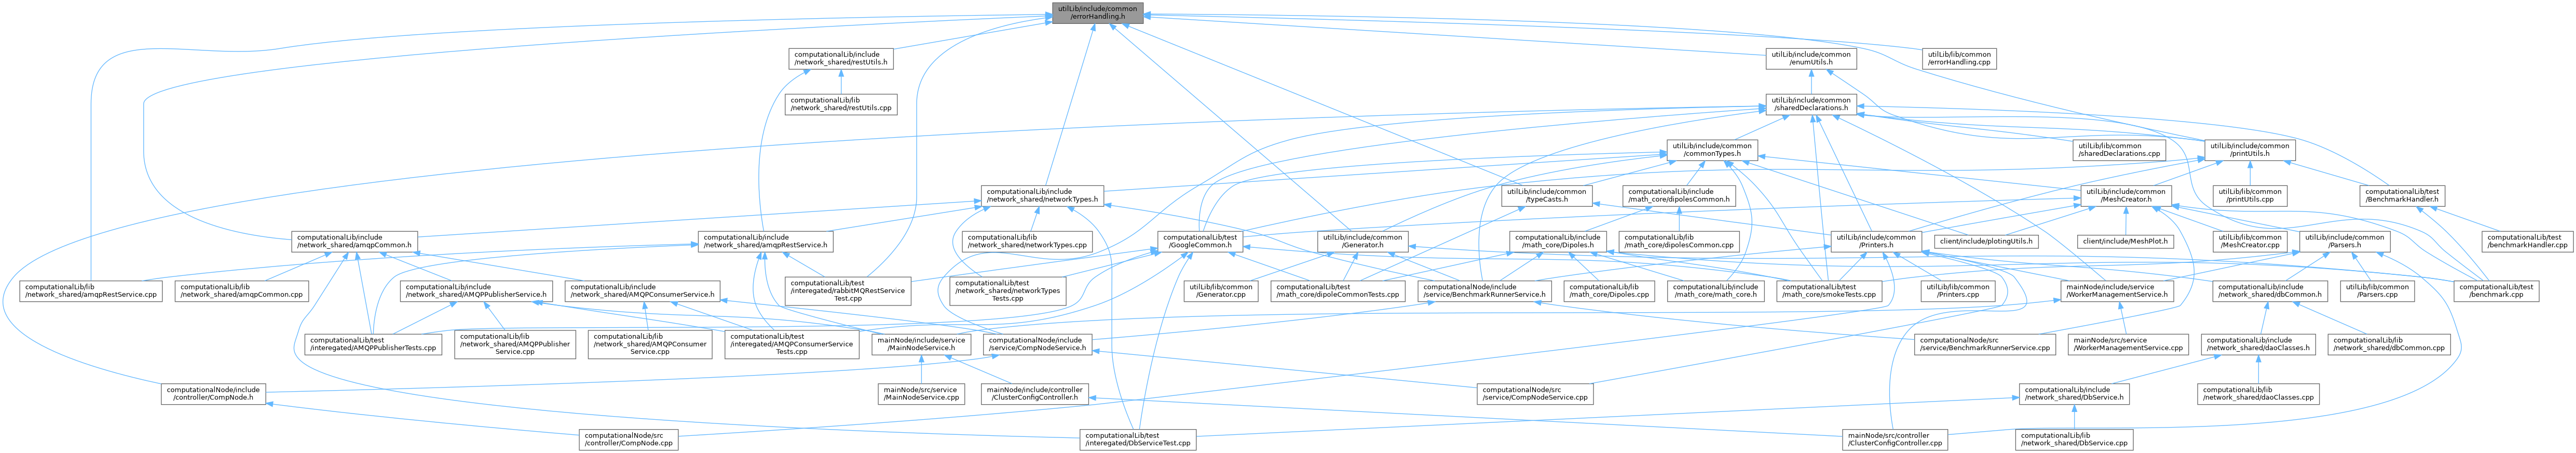 utilLib/include/common
/errorHandling.h
computationalLib/include
/network_shared/restUtils.h
utilLib/include/common
/enumUtils.h
utilLib/lib/common
/errorHandling.cpp
computationalLib/lib
/network_shared/restUtils.cpp
utilLib/include/common
/sharedDeclarations.h
utilLib/include/common
/commonTypes.h
utilLib/lib/common
/sharedDeclarations.cpp
utilLib/include/common
/printUtils.h
computationalLib/include
/network_shared/networkTypes.h
utilLib/include/common
/typeCasts.h
computationalLib/include
/math_core/dipolesCommon.h
utilLib/include/common
/MeshCreator.h
utilLib/lib/common
/printUtils.cpp
computationalLib/test
/BenchmarkHandler.h
computationalLib/include
/network_shared/amqpCommon.h
computationalLib/include
/network_shared/amqpRestService.h
computationalLib/lib
/network_shared/networkTypes.cpp
computationalLib/test
/GoogleCommon.h
utilLib/include/common
/Generator.h
computationalLib/include
/math_core/Dipoles.h
computationalLib/lib
/math_core/dipolesCommon.cpp
utilLib/include/common
/Printers.h
client/include/plotingUtils.h
client/include/MeshPlot.h
utilLib/lib/common
/MeshCreator.cpp
utilLib/include/common
/Parsers.h
computationalLib/test
/benchmarkHandler.cpp
computationalLib/lib
/network_shared/amqpRestService.cpp
computationalLib/lib
/network_shared/amqpCommon.cpp
computationalLib/include
/network_shared/AMQPPublisherService.h
computationalLib/include
/network_shared/AMQPConsumerService.h
computationalLib/test
/interegated/rabbitMQRestService
Test.cpp
computationalLib/test
/network_shared/networkTypes
Tests.cpp
utilLib/lib/common
/Generator.cpp
computationalLib/test
/math_core/dipoleCommonTests.cpp
computationalNode/include
/service/BenchmarkRunnerService.h
computationalLib/lib
/math_core/Dipoles.cpp
computationalLib/include
/math_core/math_core.h
computationalLib/test
/math_core/smokeTests.cpp
utilLib/lib/common
/Printers.cpp
mainNode/include/service
/WorkerManagementService.h
computationalLib/include
/network_shared/dbCommon.h
utilLib/lib/common
/Parsers.cpp
computationalLib/test
/benchmark.cpp
computationalLib/test
/interegated/AMQPPublisherTests.cpp
computationalLib/lib
/network_shared/AMQPPublisher
Service.cpp
computationalLib/lib
/network_shared/AMQPConsumer
Service.cpp
computationalLib/test
/interegated/AMQPConsumerService
Tests.cpp
mainNode/include/service
/MainNodeService.h
computationalNode/include
/service/CompNodeService.h
computationalNode/src
/service/BenchmarkRunnerService.cpp
mainNode/src/service
/WorkerManagementService.cpp
computationalLib/include
/network_shared/daoClasses.h
computationalLib/lib
/network_shared/dbCommon.cpp
computationalNode/include
/controller/CompNode.h
mainNode/src/service
/MainNodeService.cpp
mainNode/include/controller
/ClusterConfigController.h
computationalNode/src
/service/CompNodeService.cpp
computationalLib/include
/network_shared/DbService.h
computationalLib/lib
/network_shared/daoClasses.cpp
computationalNode/src
/controller/CompNode.cpp
computationalLib/test
/interegated/DbServiceTest.cpp
mainNode/src/controller
/ClusterConfigController.cpp
computationalLib/lib
/network_shared/DbService.cpp